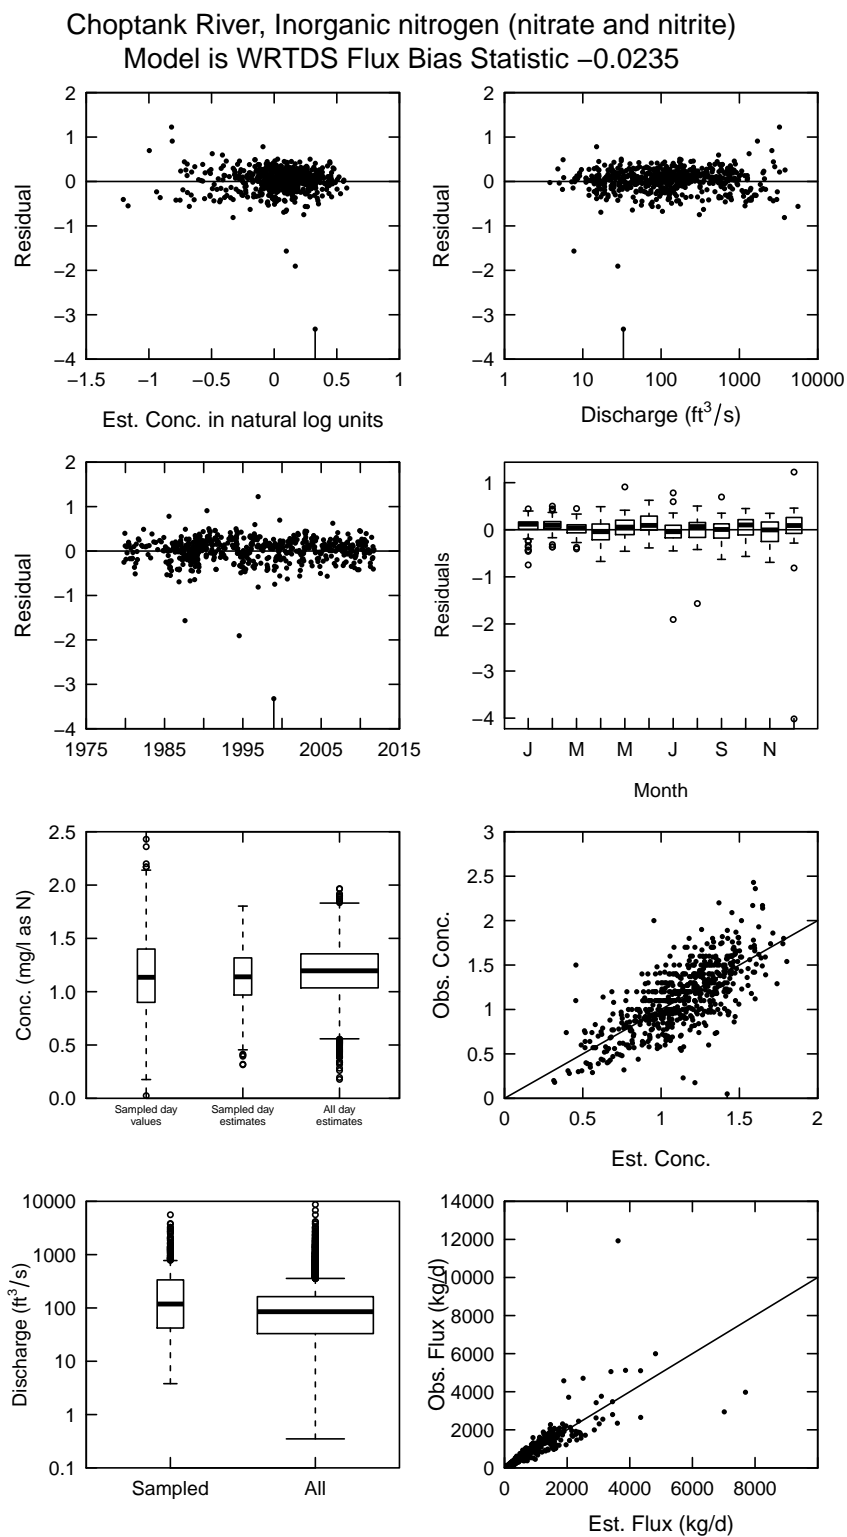 Choptank River, Inorganic nitrogen (nitrate and nitrite)
Model is WRTDS Flux Bias Statistic −0.0235
2
1
0
−1
−2
−3
−4
Residual
−1.5 −1 −0.5 0 0.5 1
Est. Conc. in natural log units
2
1
0
−1
−2
−3
−4
Residual
1 10 100 1000 10000
Discharge (ft³/s)
2
1
0
−1
−2
−3
−4
Residual
1975 1985 1995 2005 2015
1
0
−1
−2
−3
−4
Residuals
J M M J S N
Month
2.5
2.0
1.5
1.0
0.5
0.0
Conc. (mg/l as N)
Sampled day values
Sampled day estimates
All day estimates
3
2.5
2
1.5
1
0.5
0
Obs. Conc.
0 0.5 1 1.5 2
Est. Conc.
10000
1000
100
10
1
0.1
Discharge (ft³/s)
Sampled All
14000
12000
10000
8000
6000
4000
2000
0
Obs. Flux (kg/d)
0 2000 4000 6000 8000
Est. Flux (kg/d)